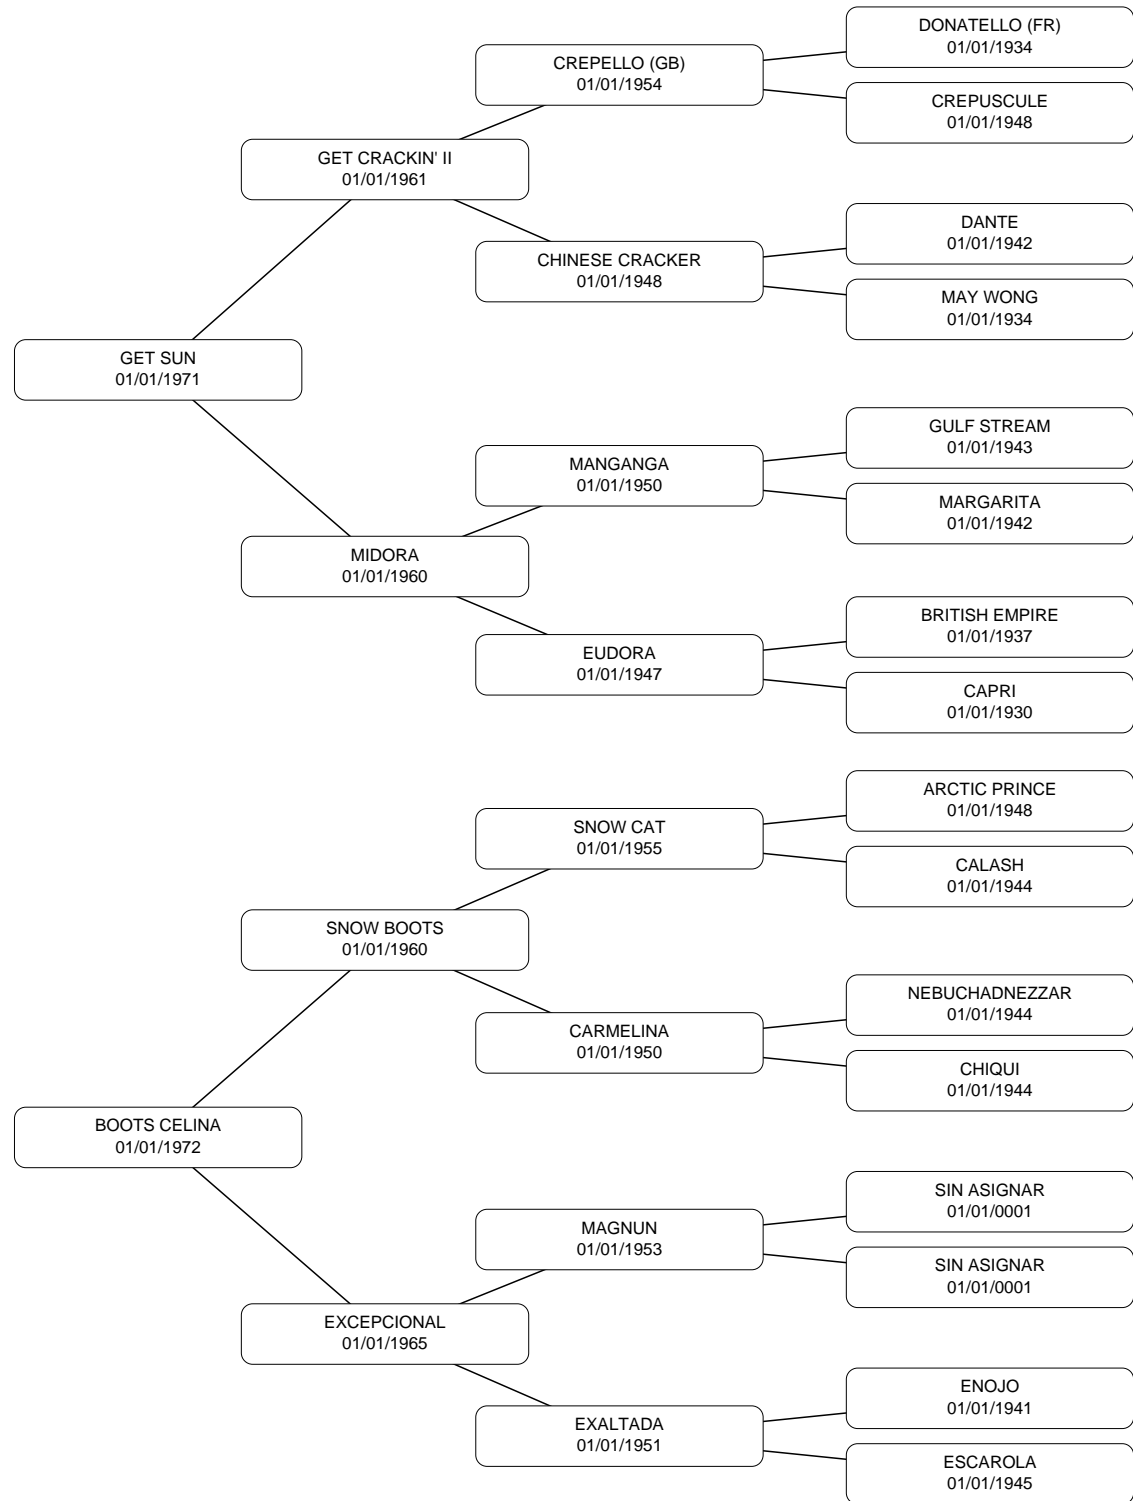 DONATELLO (FR)
01/01/1934
CREPELLO (GB)
01/01/1954
CREPUSCULE
01/01/1948
GET CRACKIN' II
01/01/1961
DANTE
01/01/1942
CHINESE CRACKER
01/01/1948
MAY WONG
01/01/1934
GET SUN
01/01/1971
GULF STREAM
01/01/1943
MANGANGA
01/01/1950
MARGARITA
01/01/1942
MIDORA
01/01/1960
BRITISH EMPIRE
01/01/1937
EUDORA
01/01/1947
CAPRI
01/01/1930
ARCTIC PRINCE
01/01/1948
SNOW CAT
01/01/1955
CALASH
01/01/1944
SNOW BOOTS
01/01/1960
NEBUCHADNEZZAR
01/01/1944
CARMELINA
01/01/1950
CHIQUI
01/01/1944
BOOTS CELINA
01/01/1972
SIN ASIGNAR
01/01/0001
MAGNUN
01/01/1953
SIN ASIGNAR
01/01/0001
EXCEPCIONAL
01/01/1965
ENOJO
01/01/1941
EXALTADA
01/01/1951
ESCAROLA
01/01/1945